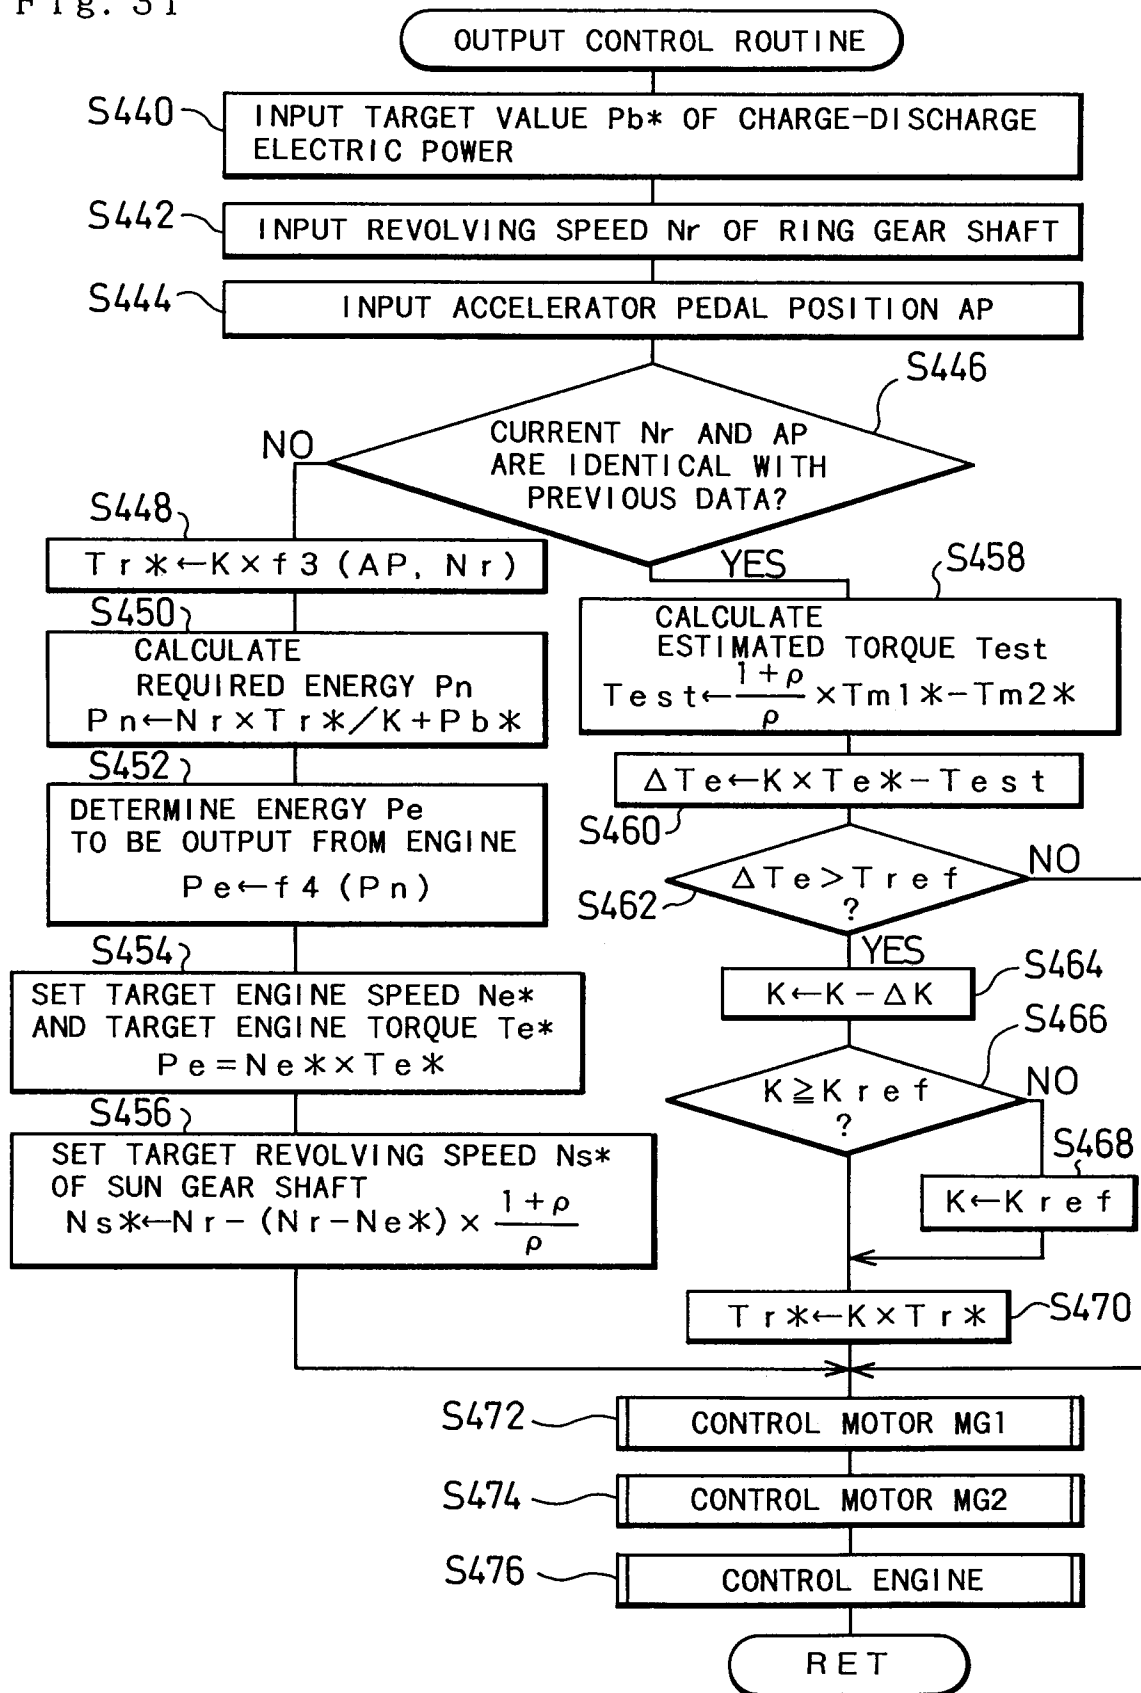 Fig. 31
OUTPUT CONTROL ROUTINE
S440
INPUT TARGET VALUE Pb* OF CHARGE-DISCHARGE
ELECTRIC POWER
S442
INPUT REVOLVING SPEED Nr OF RING GEAR SHAFT
S444
INPUT ACCELERATOR PEDAL POSITION AP
S446
CURRENT Nr AND AP
ARE IDENTICAL WITH
PREVIOUS DATA?
NO
YES
S448
Tr*←K×f3 (AP, Nr)
S450
CALCULATE
REQUIRED ENERGY Pn
Pn←Nr×Tr*/K+Pb*
S452
DETERMINE ENERGY Pe
TO BE OUTPUT FROM ENGINE
Pe←f4 (Pn)
S454
SET TARGET ENGINE SPEED Ne*
AND TARGET ENGINE TORQUE Te*
Pe=Ne*×Te*
S456
SET TARGET REVOLVING SPEED Ns*
OF SUN GEAR SHAFT
Ns*←Nr-(Nr-Ne*)×(1+ρ)/ρ
S458
CALCULATE
ESTIMATED TORQUE Test
Test←(1+ρ)/ρ×Tm1*-Tm2*
ΔTe←K×Te*-Test
S460
ΔTe>Tref
?
S462
NO
YES
S464
K←K-ΔK
S466
K≧Kref
?
NO
S468
K←Kref
Tr*←K×Tr*
S470
S472
CONTROL MOTOR MG1
S474
CONTROL MOTOR MG2
S476
CONTROL ENGINE
RET